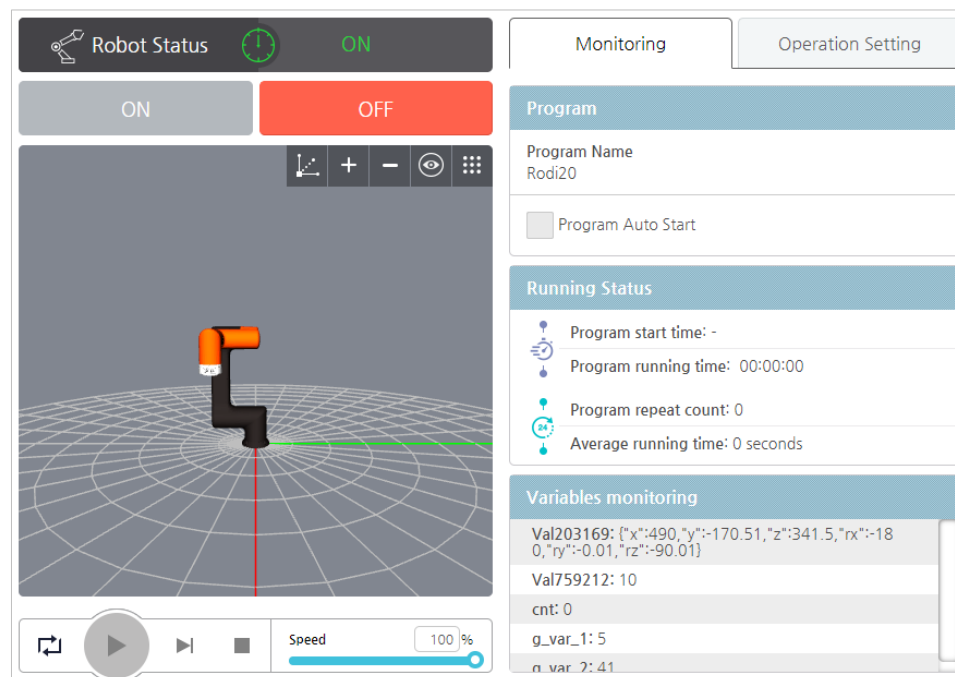 Robot Status ON
ON OFF
Monitoring Operation Setting
Program
Program Name
Rodi20
Program Auto Start
Running Status
Program start time: -
Program running time: 00:00:00
Program repeat count: 0
24
Average running time: 0 seconds
Variables monitoring
Val203169: {"x":490,"y":-170.51,"z":341.5,"rx":-18
0,"ry":-0.01,"rz":-90.01}
Val759212: 10
cnt: 0
g_var_1: 5
g_var_2: 41
Speed 100 %